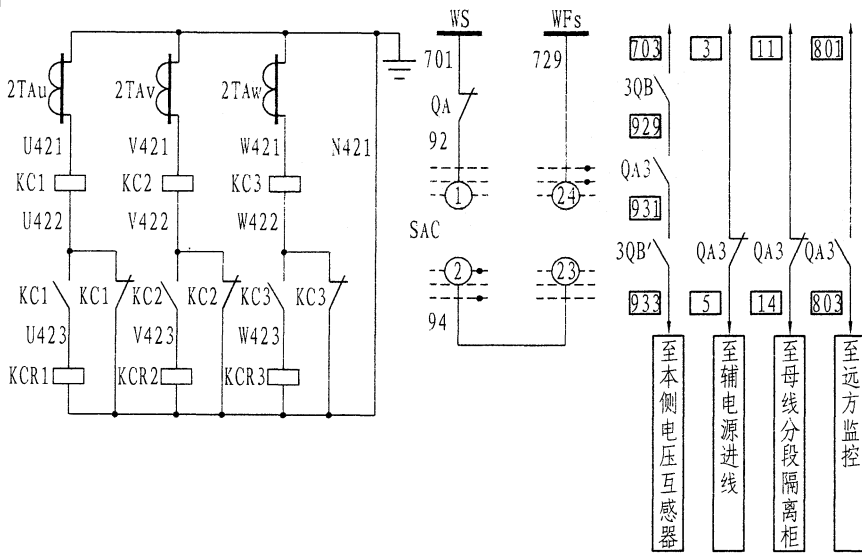 WS
WFs
701
729
703
3
11
801
2TAu
2TAv
2TAw
3QB
QA
929
92
U421
V421
W421
N421
KC1
KC2
KC3
QA3
1
24
931
U422
V422
W422
SAC
3QB'
QA3
QA3
QA3
2
23
KC1
KC1
KC2
KC2
KC3
KC3
933
5
14
803
94
U423
V423
W423
KCR1
KCR2
KCR3
至本侧电压互感器
至辅电源进线
至母线分段隔离柜
至远方监控